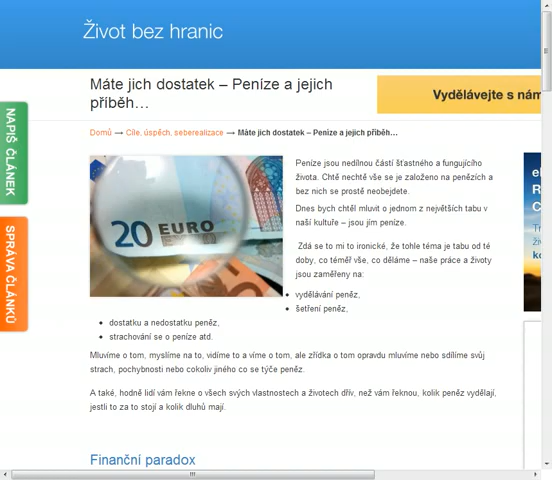 Život bez hranic
Máte jich dostatek – Peníze a jejich
příběh…
Vydělávejte s nám
Domů → Cíle, úspěch, seberealizace → Máte jich dostatek – Peníze a jejich příběh…
NAPIŠ ČLÁNEK
SPRÁVA ČLÁNKŮ
20 EURO
Peníze jsou nedílnou částí šťastného a fungujícího
života. Chtě nechtě vše se je založeno na penězích a
bez nich se prostě neobejdete.
Dnes bych chtěl mluvit o jednom z největších tabu v
naší kultuře – jsou jím peníze.
Zdá se to mi to ironické, že tohle téma je tabu od té
doby, co téměř vše, co děláme – naše práce a životy
jsou zaměřeny na:
• vydělávání peněz,
• šetření peněz,
• dostatku a nedostatku peněz,
• strachování se o peníze atd.
Mluvíme o tom, myslíme na to, vidíme to a víme o tom, ale zřídka o tom opravdu mluvíme nebo sdílíme svůj
strach, pochybnosti nebo cokoliv jiného co se týče peněz.
A také, hodně lidí vám řekne o všech svých vlastnostech a životech dřív, než vám řeknou, kolik peněz vydělají,
jestli to za to stojí a kolik dluhů mají.
Finanční paradox